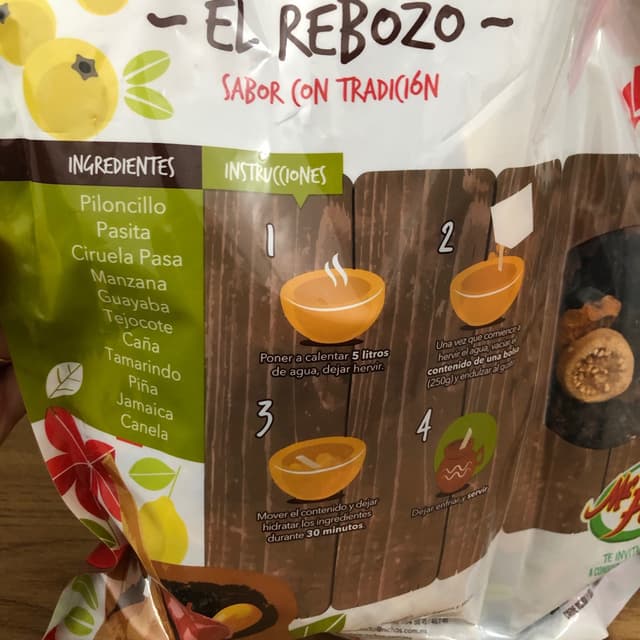 ~ EL REBOZO ~
SABOR CON TRADICIÓN
INGREDIENTES
Piloncillo
Pasita
Ciruela Pasa
Manzana
Guayaba
Tejocote
Caña
Tamarindo
Piña
Jamaica
Canela
INSTRUCCIONES
1
Poner a calentar 5 litros
de agua, dejar hervir.
2
Una vez que comience a
hervir el agua, vaciar el
contenido de una bolsa
(250g) y endulzar al gusto.
3
Mover el contenido y dejar
hidratar los ingredientes
durante 30 minutos.
4
Dejar enfriar y servir.
TE INVITA